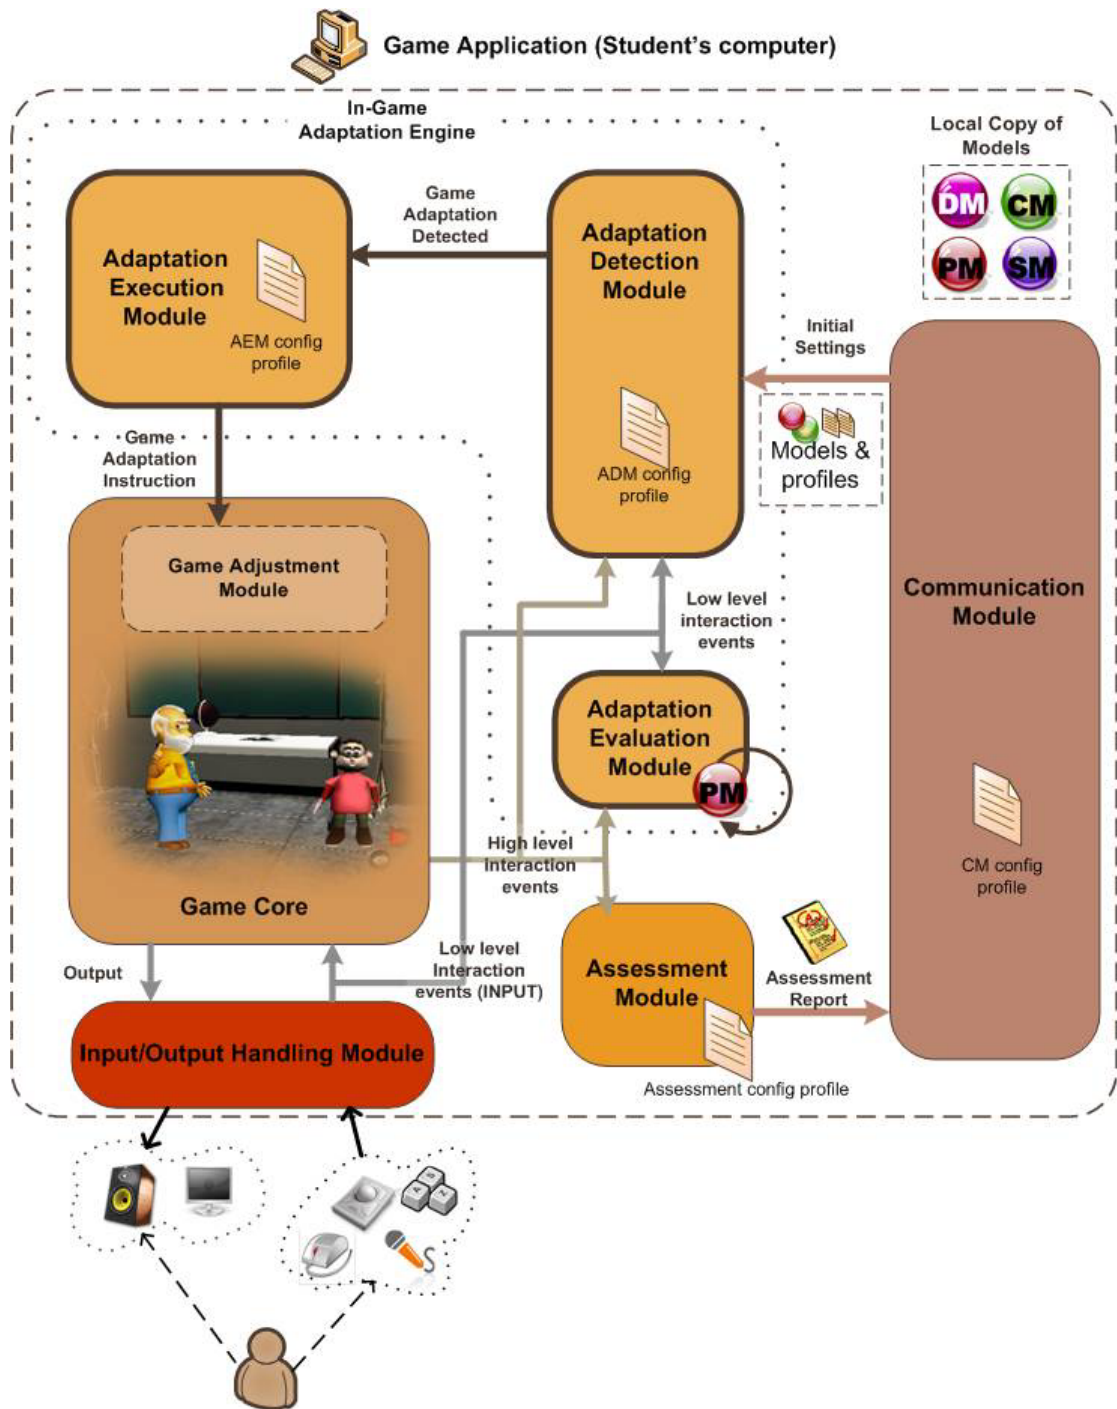 Game Application (Student's computer)
In-Game
Adaptation Engine
Local Copy of
Models
DM
CM
PM
SM
Game
Adaptation
Detected
Adaptation
Execution
Module
AEM config
profile
Adaptation
Detection
Module
ADM config
profile
Initial
Settings
Models &
profiles
Game
Adaptation
Instruction
Game Adjustment
Module
Communication
Module
Low level
interaction
events
Adaptation
Evaluation
Module
PM
High level
interaction
events
CM config
profile
Game Core
Output
Low level
Interaction
events (INPUT)
Assessment
Module
Assessment
Report
Input/Output Handling Module
Assessment config profile